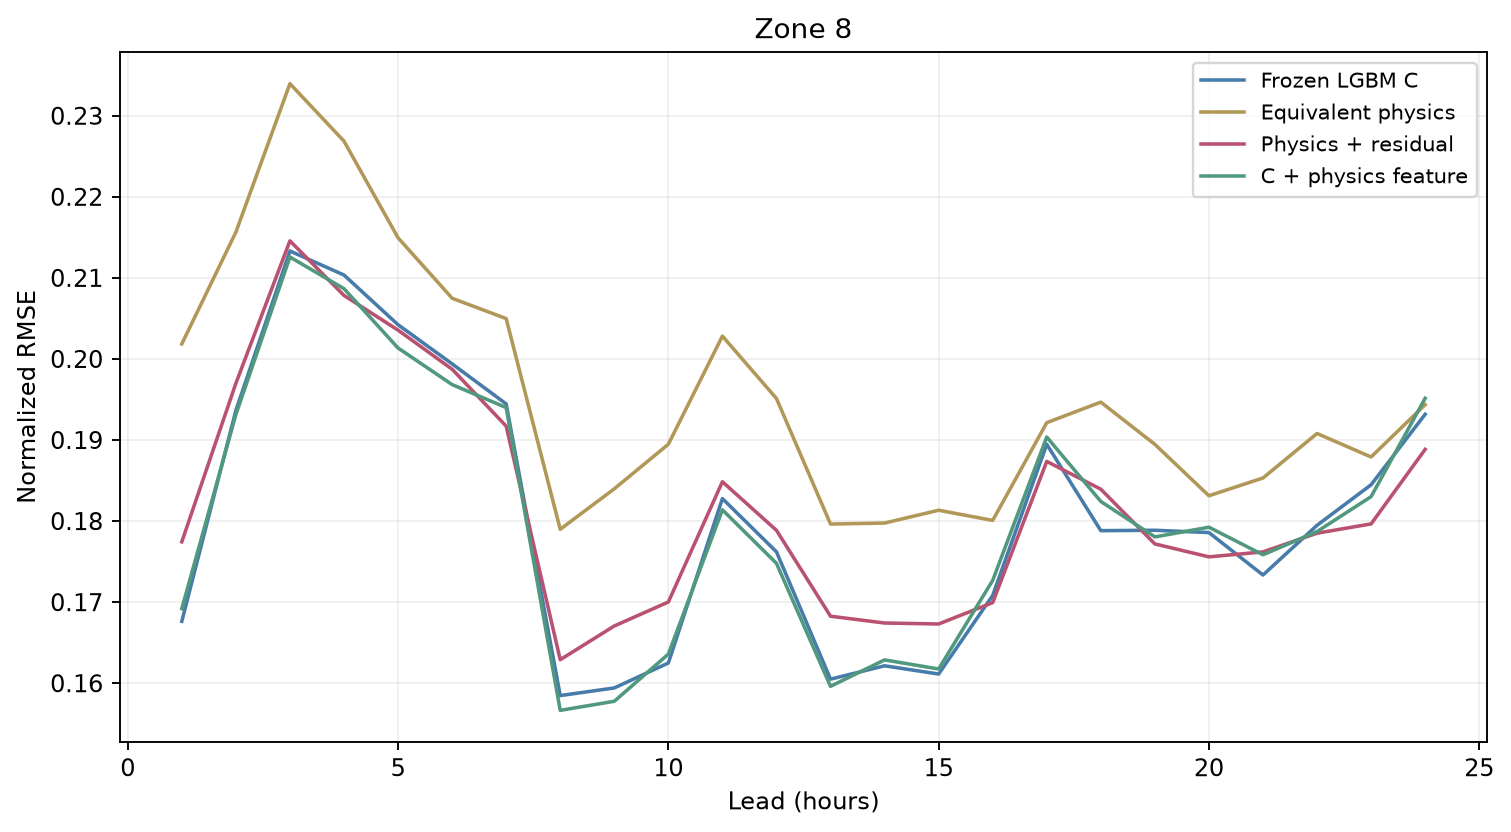 Zone 8
Normalized RMSE
0.23
0.22
0.21
0.20
0.19
0.18
0.17
0.16
Frozen LGBM C
Equivalent physics
Physics + residual
C + physics feature
0 5 10 15 20 25
Lead (hours)